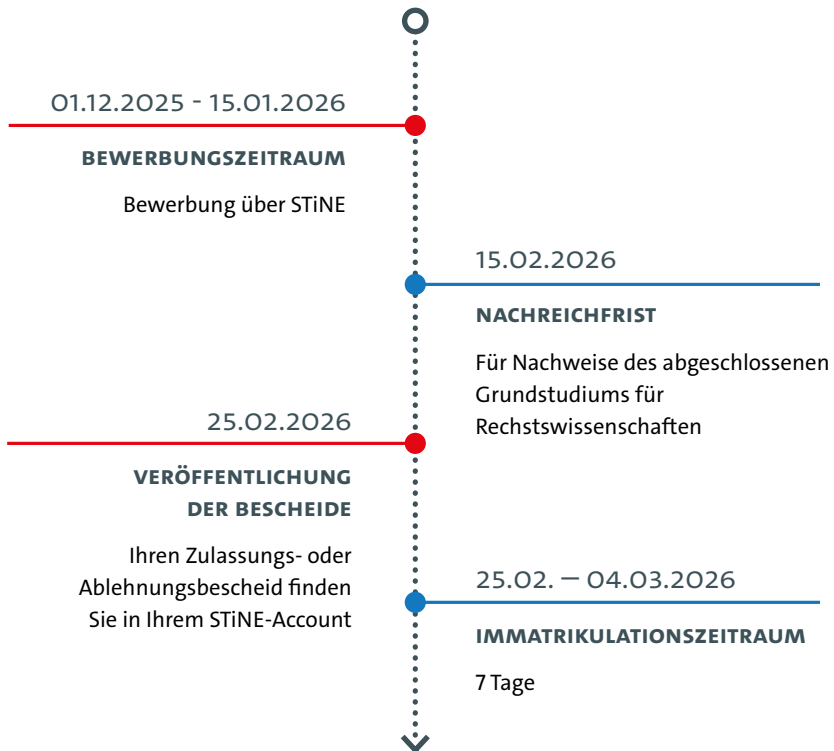 01.12.2025 - 15.01.2026
BEWERBUNGSZEITRAUM
Bewerbung über STiNE
15.02.2026
NACHREICHFRIST
Für Nachweise des abgeschlossenen
Grundstudiums für
Rechstswissenschaften
25.02.2026
VERÖFFENTLICHUNG
DER BESCHEIDE
Ihren Zulassungs- oder
Ablehnungsbescheid finden
Sie in Ihrem STiNE-Account
25.02. – 04.03.2026
IMMATRIKULATIONSZEITRAUM
7 Tage